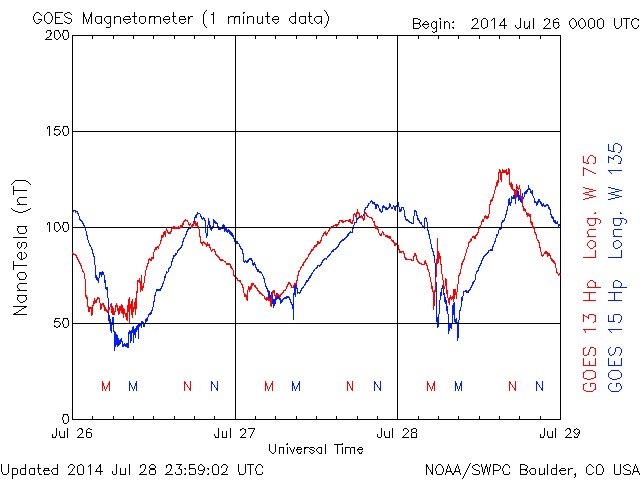 GOES Magnetometer (1 minute data)
Begin: 2014 Jul 26 0000 UTC
200
150
100
50
0
NanoTesla (nT)
M M N N M M N N M M N N
Jul 26 Jul 27 Jul 28 Jul 29
Universal Time
GOES 13 Hp Long. W 75
GOES 15 Hp Long. W 135
Updated 2014 Jul 28 23:59:02 UTC
NOAA/SWPC Boulder, CO USA